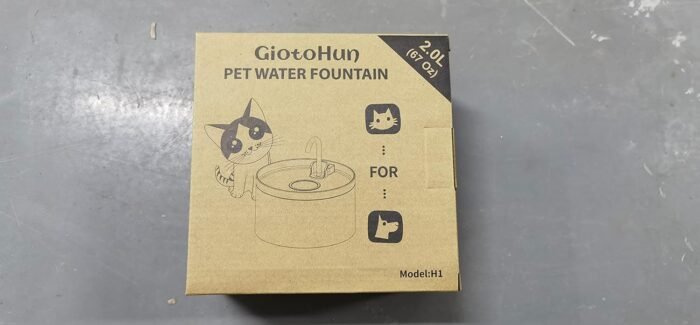 GiotoHun
PET WATER FOUNTAIN
2.0L
(67 Oz)
FOR
Model:H1